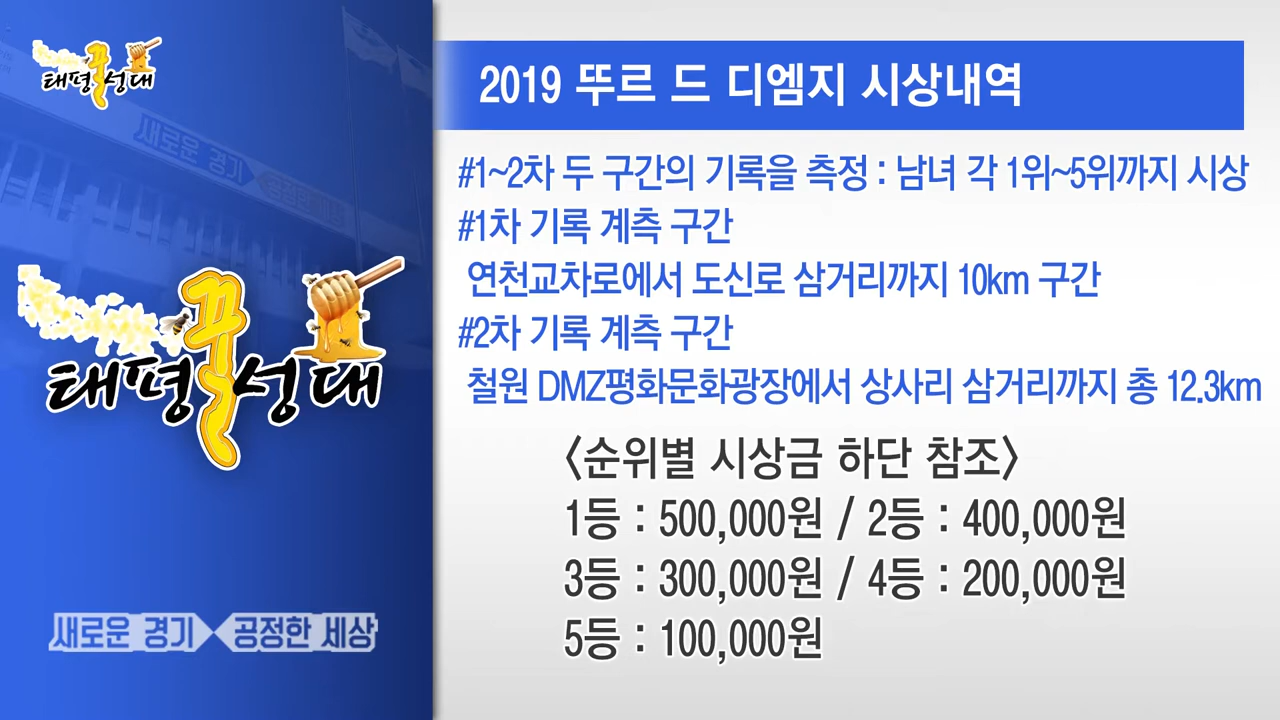 태평꿀성대
새로운 경기
태평꿀성대
새로운 경기 공정한 세상
2019 뚜르 드 디엠지 시상내역
#1~2차 두 구간의 기록을 측정 : 남녀 각 1위~5위까지 시상
#1차 기록 계측 구간
연천교차로에서 도신로 삼거리까지 10km 구간
#2차 기록 계측 구간
철원 DMZ평화문화광장에서 상사리 삼거리까지 총 12.3km
<순위별 시상금 하단 참조>
1등 : 500,000원 / 2등 : 400,000원
3등 : 300,000원 / 4등 : 200,000원
5등 : 100,000원